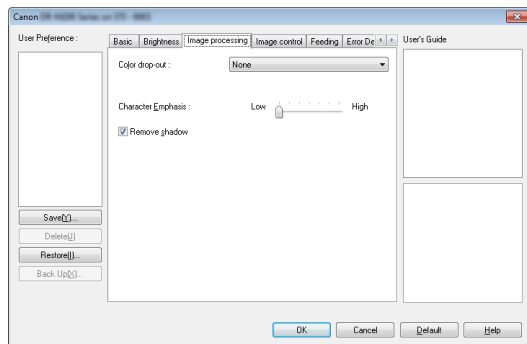 Canon
User Preference :
Basic Brightness Image processing Image control Feeding Error De
User's Guide
Color drop-out :
None
Character Emphasis :
Low
High
Remove shadow
Save(Y)...
Delete(J)
Restore(I)...
Back Up(X)...
OK
Cancel
Default
Help